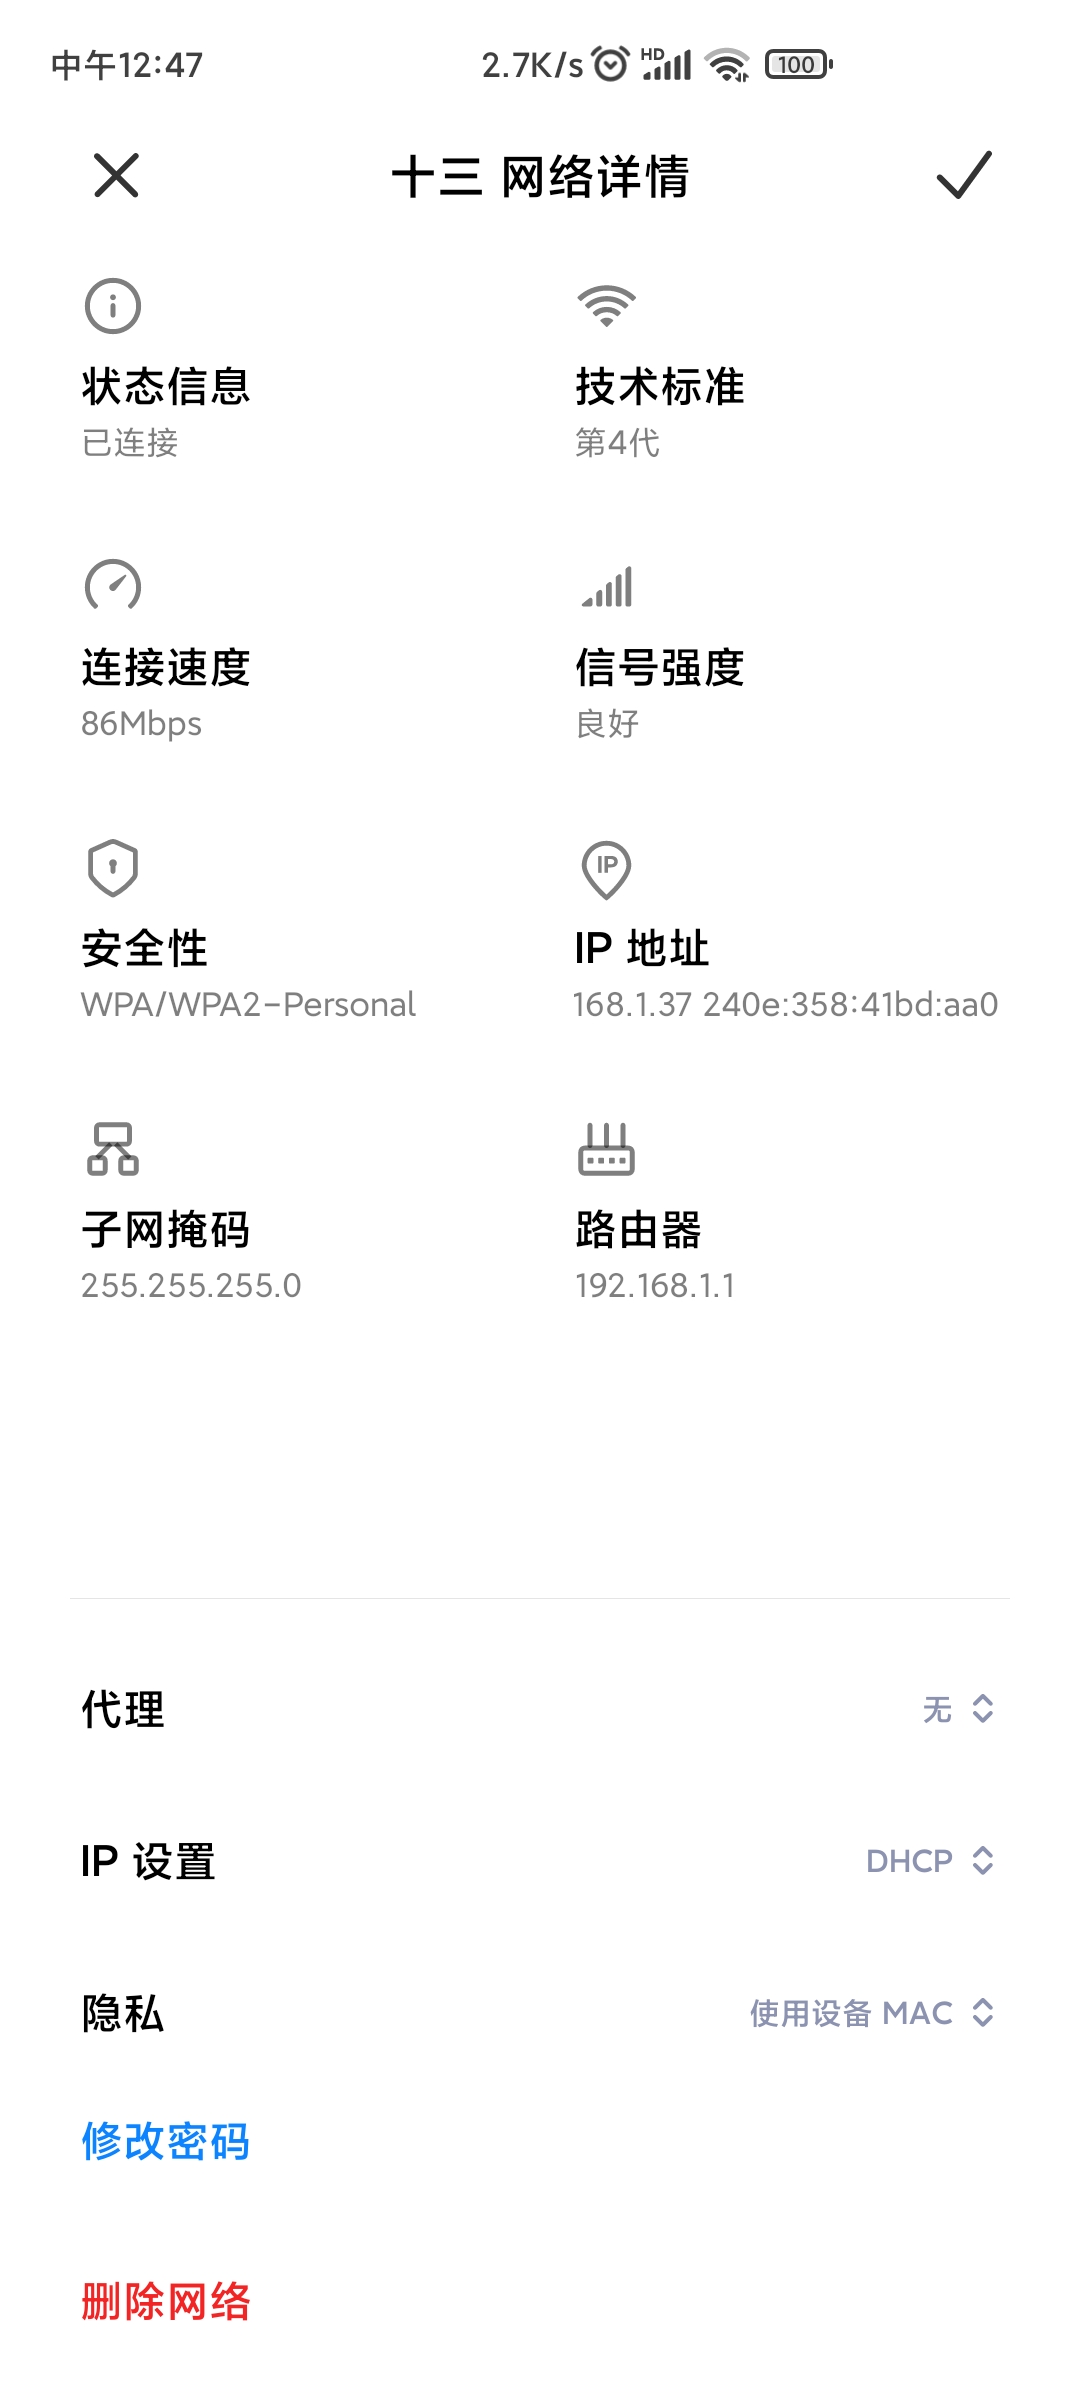 中午12:47 2.7K/s HD 100
十三 网络详情
状态信息 技术标准
已连接 第4代
连接速度 信号强度
86Mbps 良好
IP
安全性 IP 地址
WPA/WPA2-Personal 168.1.37 240e:358:41bd:aa0
子网掩码 路由器
255.255.255.0 192.168.1.1
代理 无
IP 设置 DHCP
隐私 使用设备 MAC
修改密码
删除网络